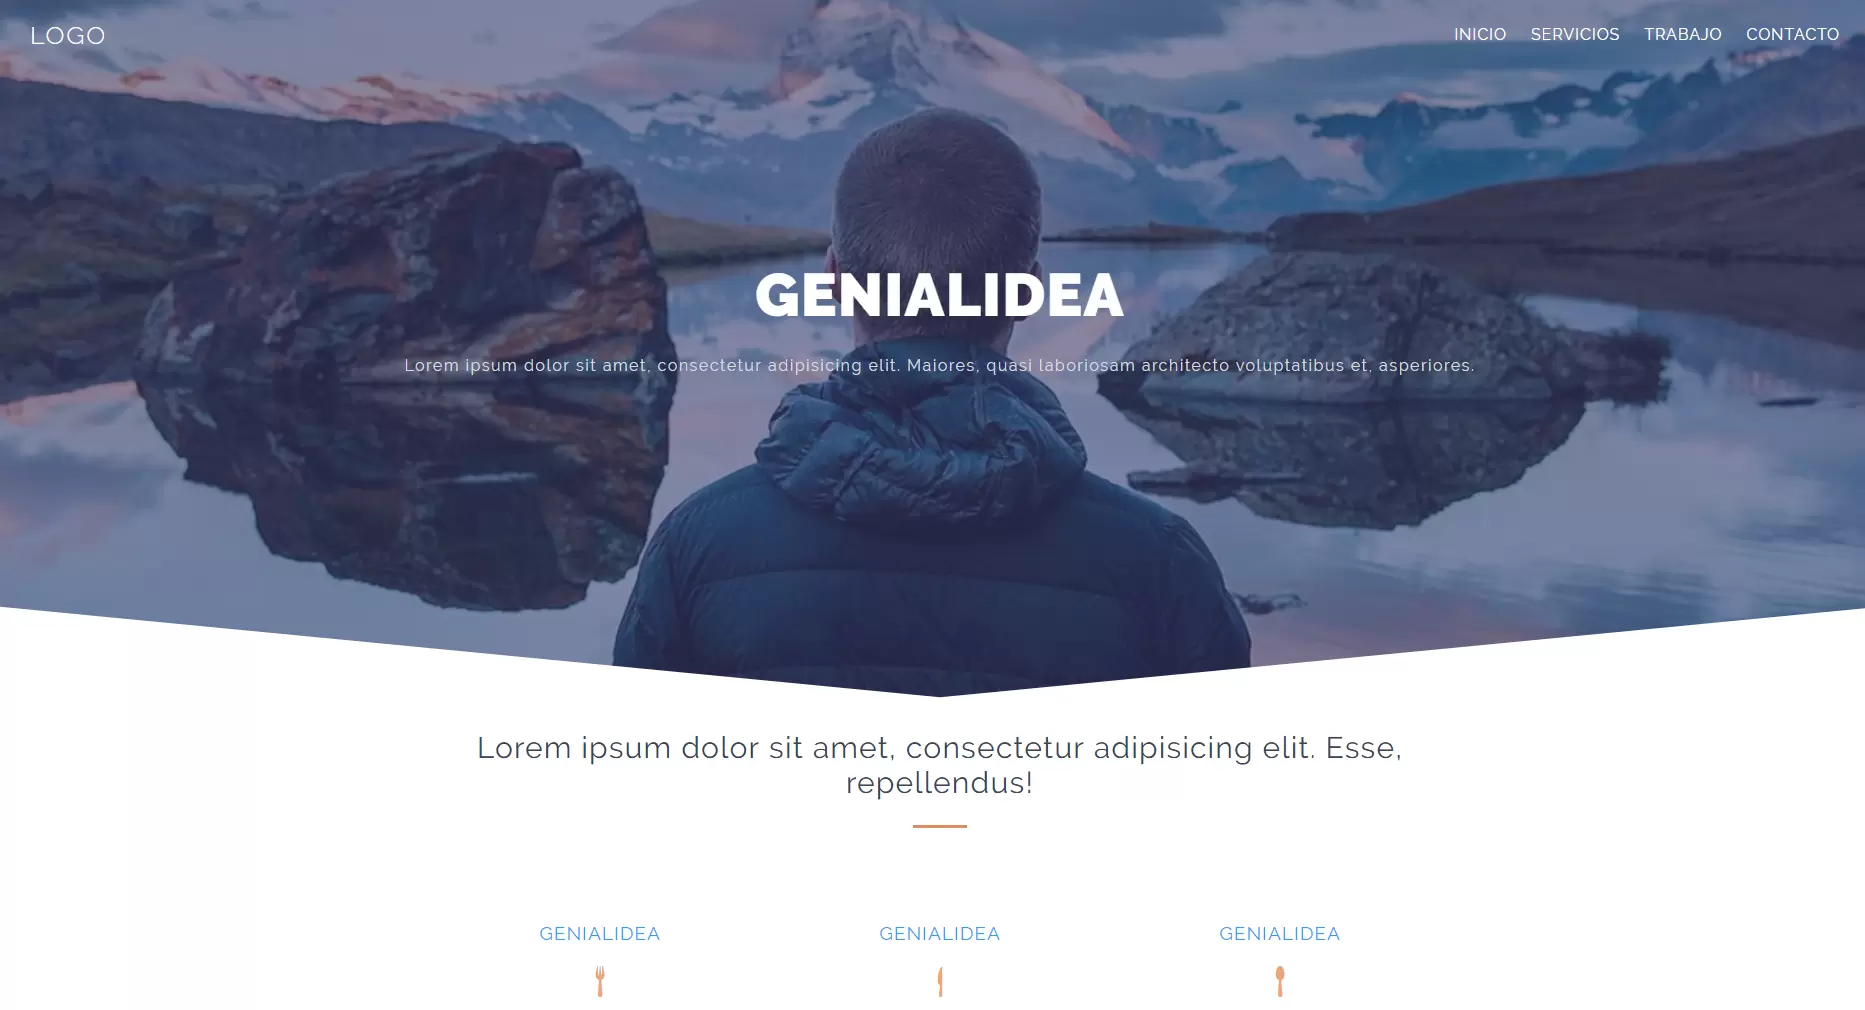 LOGO
INICIO SERVICIOS TRABAJO CONTACTO
GENIALIDEA
Lorem ipsum dolor sit amet, consectetur adipisicing elit. Maiores, quasi laboriosam architecto voluptatibus et, asperiores.
Lorem ipsum dolor sit amet, consectetur adipisicing elit. Esse,
repellendus!
GENIALIDEA GENIALIDEA GENIALIDEA